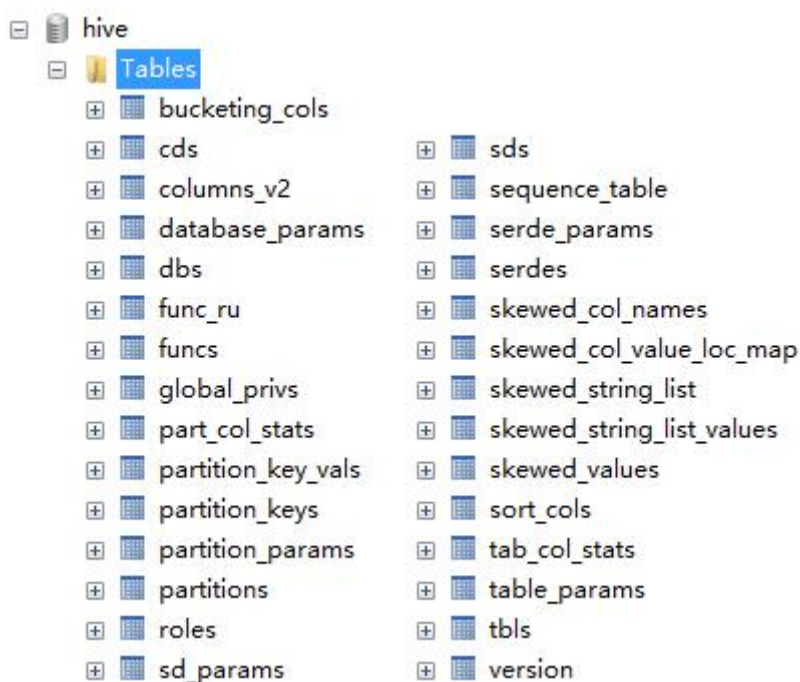 hive
Tables
bucketing_cols
cds
columns_v2
database_params
dbs
func_ru
funcs
global_privs
part_col_stats
partition_key_vals
partition_keys
partition_params
partitions
roles
sd_params
sds
sequence_table
serde_params
serdes
skewed_col_names
skewed_col_value_loc_map
skewed_string_list
skewed_string_list_values
skewed_values
sort_cols
tab_col_stats
table_params
tbls
version